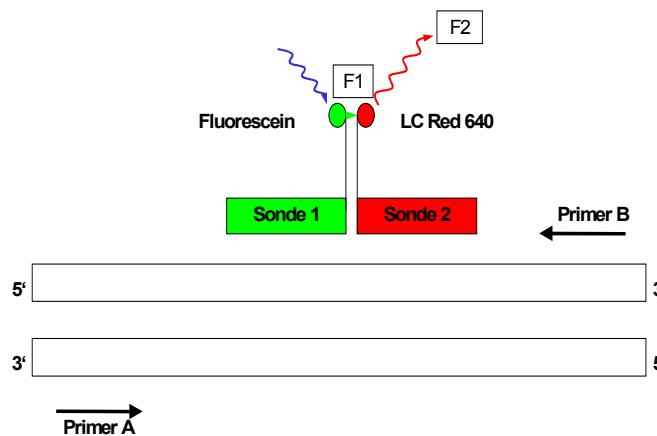 F2
F1
Fluorescein
LC Red 640
Sonde 1
Sonde 2
Primer B
5‘
3‘
5
Primer A